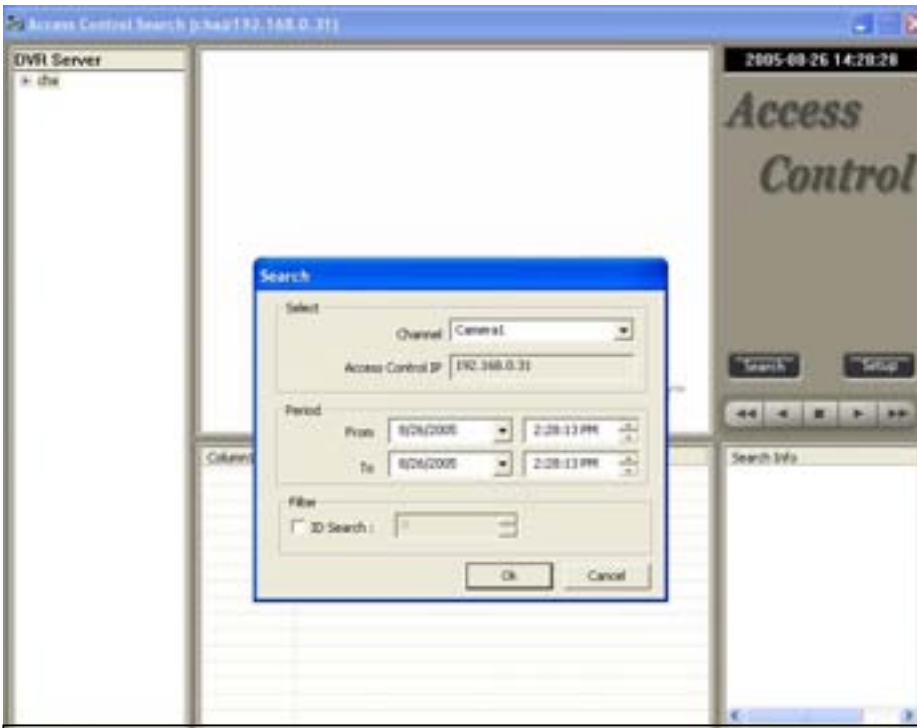 Access Control Search (cha@192.168.0.31)
DVR Server
cha
2005-08-26 14:28:28
Access
Control
Search
Select
Channel
Camera1
Access Control IP
192.168.0.31
Search
Setup
Period
From
8/26/2005
2:28:13 PM
To
8/26/2005
2:28:13 PM
Column1
Search Info
Filter
ID Search :
Ok
Cancel